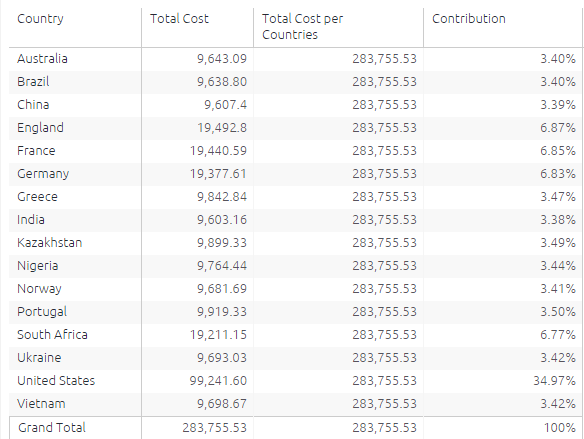 Country Total Cost Total Cost per Contribution
Countries
Australia 9,643.09 283,755.53 3.40%
Brazil 9,638.80 283,755.53 3.40%
China 9,607.4 283,755.53 3.39%
England 19,492.8 283,755.53 6.87%
France 19,440.59 283,755.53 6.85%
Germany 19,377.61 283,755.53 6.83%
Greece 9,842.84 283,755.53 3.47%
India 9,603.16 283,755.53 3.38%
Kazakhstan 9,899.33 283,755.53 3.49%
Nigeria 9,764.44 283,755.53 3.44%
Norway 9,681.69 283,755.53 3.41%
Portugal 9,919.33 283,755.53 3.50%
South Africa 19,211.15 283,755.53 6.77%
Ukraine 9,693.03 283,755.53 3.42%
United States 99,241.60 283,755.53 34.97%
Vietnam 9,698.67 283,755.53 3.42%
Grand Total 283,755.53 283,755.53 100%